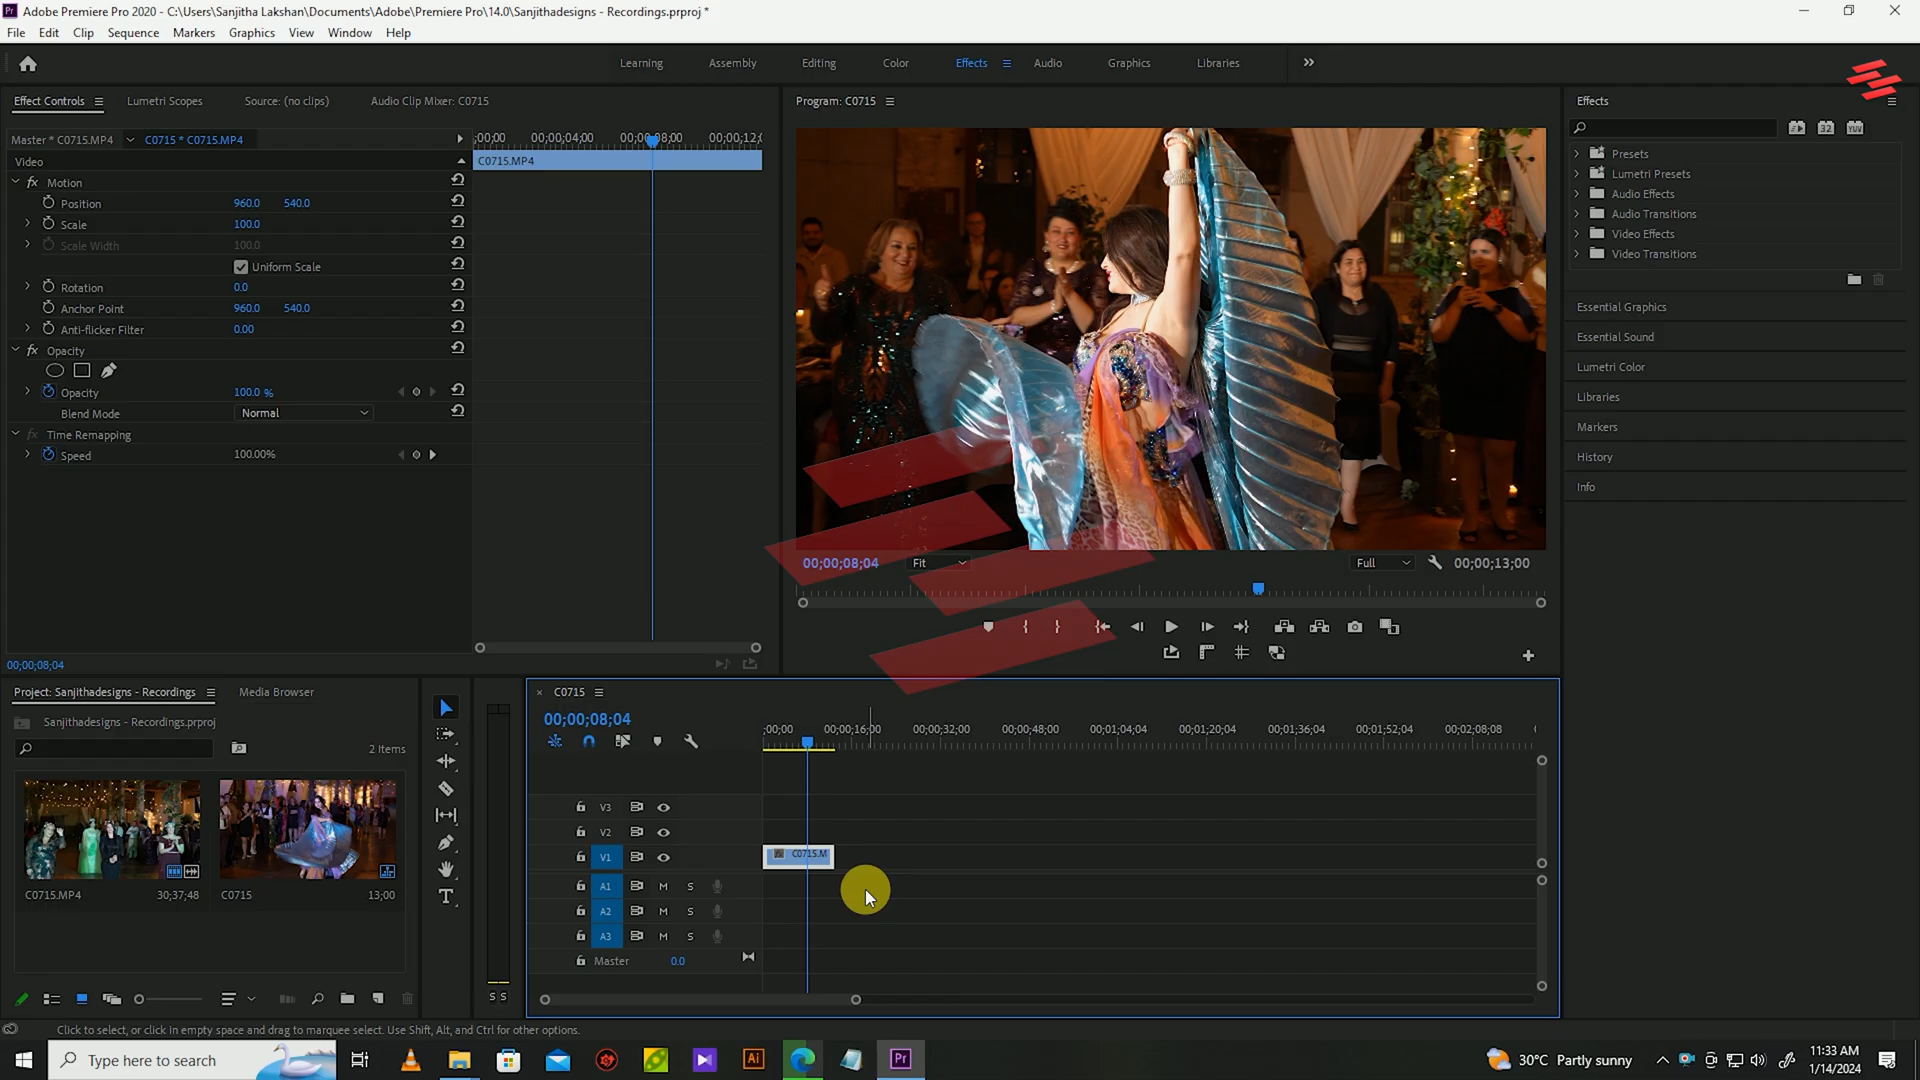 Pr Adobe Premiere Pro 2020 - C:\Users\Sanjitha Lakshan\Documents\Adobe\Premiere Pro\14.0\Sanjithadesigns - Recordings.prproj *
File Edit Clip Sequence Markers Graphics View Window Help
Learning Assembly Editing Color Effects Audio Graphics Libraries
Effect Controls Lumetri Scopes Source: (no clips) Audio Clip Mixer: C0715
Program: C0715
Effects
Master * C0715.MP4 C0715 * C0715.MP4
;00;00 00;00;04;00 00;00;08;00 00;00;12;0
Video
C0715.MP4
Motion
Position 960.0 540.0
Scale 100.0
Scale Width 100.0
Uniform Scale
Rotation 0.0
Anchor Point 960.0 540.0
Anti-flicker Filter 0.00
Opacity
Opacity 100.0 %
Blend Mode Normal
Time Remapping
Speed 100.00%
00;00;08;04
00;00;08;04 Fit Full 00;00;13;00
32 YUV
Presets
Lumetri Presets
Audio Effects
Audio Transitions
Video Effects
Video Transitions
Essential Graphics
Essential Sound
Lumetri Color
Libraries
Markers
History
Info
Project: Sanjithadesigns - Recordings Media Browser
Sanjithadesigns - Recordings.prproj
2 Items
C0715.MP4 30;37;48 C0715 13;00
S S
C0715
00;00;08;04
;00;00 00;00;16;00 00;00;32;00 00;00;48;00 00;01;04;04 00;01;20;04 00;01;36;04 00;01;52;04 00;02;08;08
V3
V2
V1 C0715.M
A1 M S
A2 M S
A3 M S
Master 0.0
Click to select, or click in empty space and drag to marquee select. Use Shift, Alt, and Ctrl for other options.
Type here to search
Ai
Pr
30°C Partly sunny
11:33 AM
1/14/2024